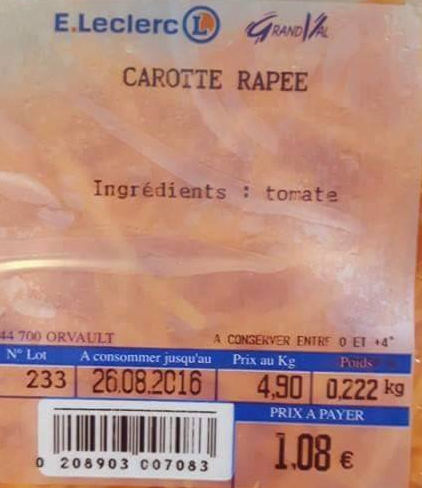 E.Leclerc L GRAND VAL
CAROTTE RAPEE
Ingrédients : tomate
44 700 ORVAULT
A CONSERVER ENTRE 0 ET +4°
N° Lot A consommer jusqu'au Prix au Kg Poids
233 26.08.2016 4,90 0,222 kg
PRIX A PAYER
1.08 €
0 208903 007083